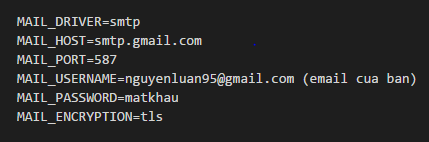 MAIL_DRIVER=smtp
MAIL_HOST=smtp.gmail.com
MAIL_PORT=587
MAIL_USERNAME=nguyenluan95@gmail.com (email cua ban)
MAIL_PASSWORD=matkhau
MAIL_ENCRYPTION=tls